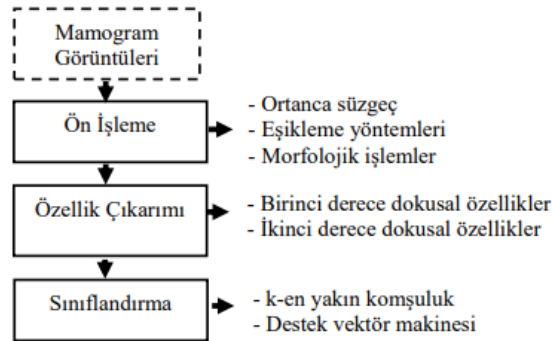 Mamogram
Görüntüleri
Ön İşleme
- Ortanca süzgeç
- Eşikleme yöntemleri
- Morfolojik işlemler
Özellik Çıkarımı
- Birinci derece dokusal özellikler
- İkinci derece dokusal özellikler
Sınıflandırma
- k-en yakın komşuluk
- Destek vektör makinesi